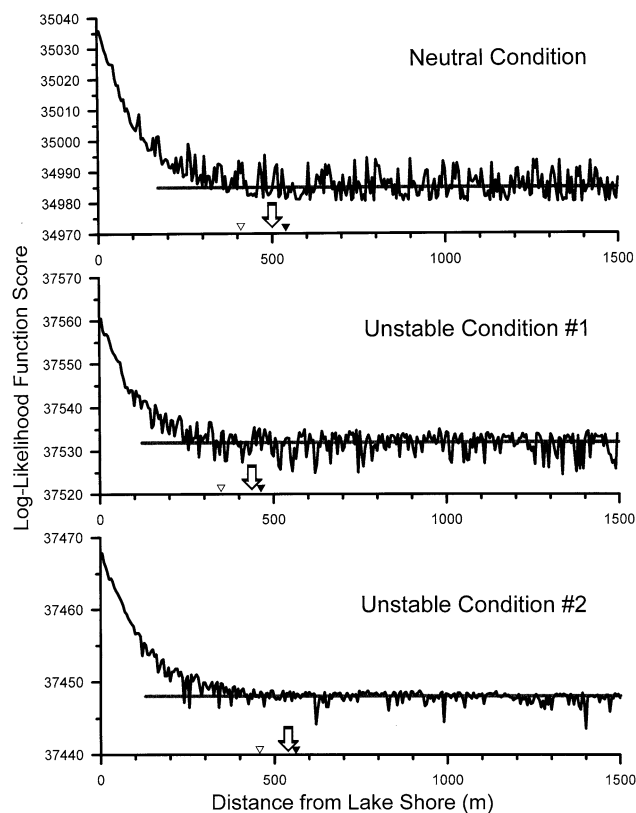 Log-Likelihood Function Score
35040
35030
35020
35010
35000
34990
34980
34970
Neutral Condition
0 500 1000 1500
37570
37560
37550
37540
37530
37520
Unstable Condition #1
0 500 1000 1500
37470
37460
37450
37440
Unstable Condition #2
0 500 1000 1500
Distance from Lake Shore (m)